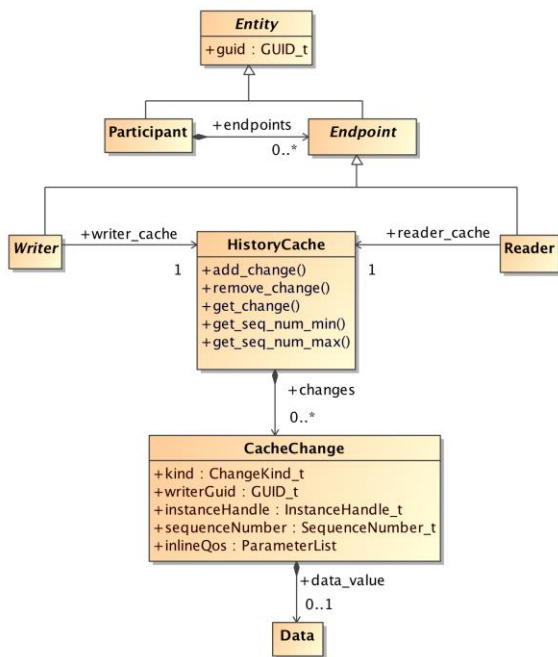 Entity
+guid : GUID_t
Participant
+endpoints
0..*
Endpoint
Writer
+writer_cache
1
HistoryCache
+add_change()
+remove_change()
+get_change()
+get_seq_num_min()
+get_seq_num_max()
+reader_cache
1
Reader
+changes
0..*
CacheChange
+kind : ChangeKind_t
+writerGuid : GUID_t
+instanceHandle : InstanceHandle_t
+sequenceNumber : SequenceNumber_t
+inlineQos : ParameterList
+data_value
0..1
Data